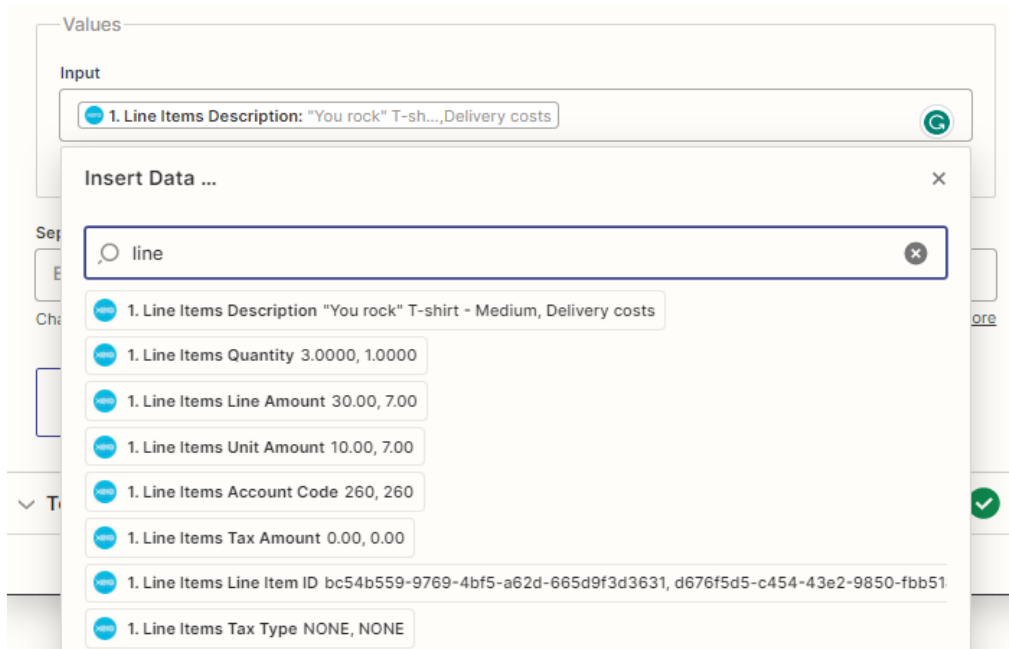 Values
Input
1. Line Items Description: "You rock" T-sh...,Delivery costs
Insert Data ...
line
1. Line Items Description "You rock" T-shirt - Medium, Delivery costs
1. Line Items Quantity 3.0000, 1.0000
1. Line Items Line Amount 30.00, 7.00
1. Line Items Unit Amount 10.00, 7.00
1. Line Items Account Code 260, 260
1. Line Items Tax Amount 0.00, 0.00
1. Line Items Line Item ID bc54b559-9769-4bf5-a62d-665d9f3d3631, d676f5d5-c454-43e2-9850-fbb51
1. Line Items Tax Type NONE, NONE